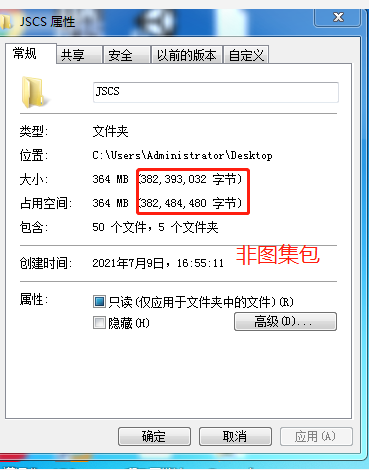 JSCS 属性
常规 共享 安全 以前的版本 自定义
JSCS
类型: 文件夹
位置: C:\Users\Administrator\Desktop
大小: 364 MB (382,393,032 字节)
占用空间: 364 MB (382,484,480 字节)
包含: 50 个文件，5 个文件夹
非图集包
创建时间: 2021年7月9日，16:55:11
属性: 只读(仅应用于文件夹中的文件)(R)
隐藏(H) 高级(D)...
确定 取消 应用(A)